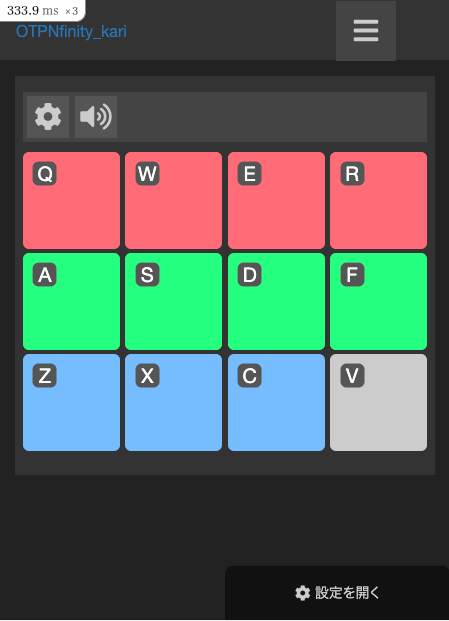 333.9 ms ×3
OTPNfinity_kari
Q W E R
A S D F
Z X C V
設定を開く